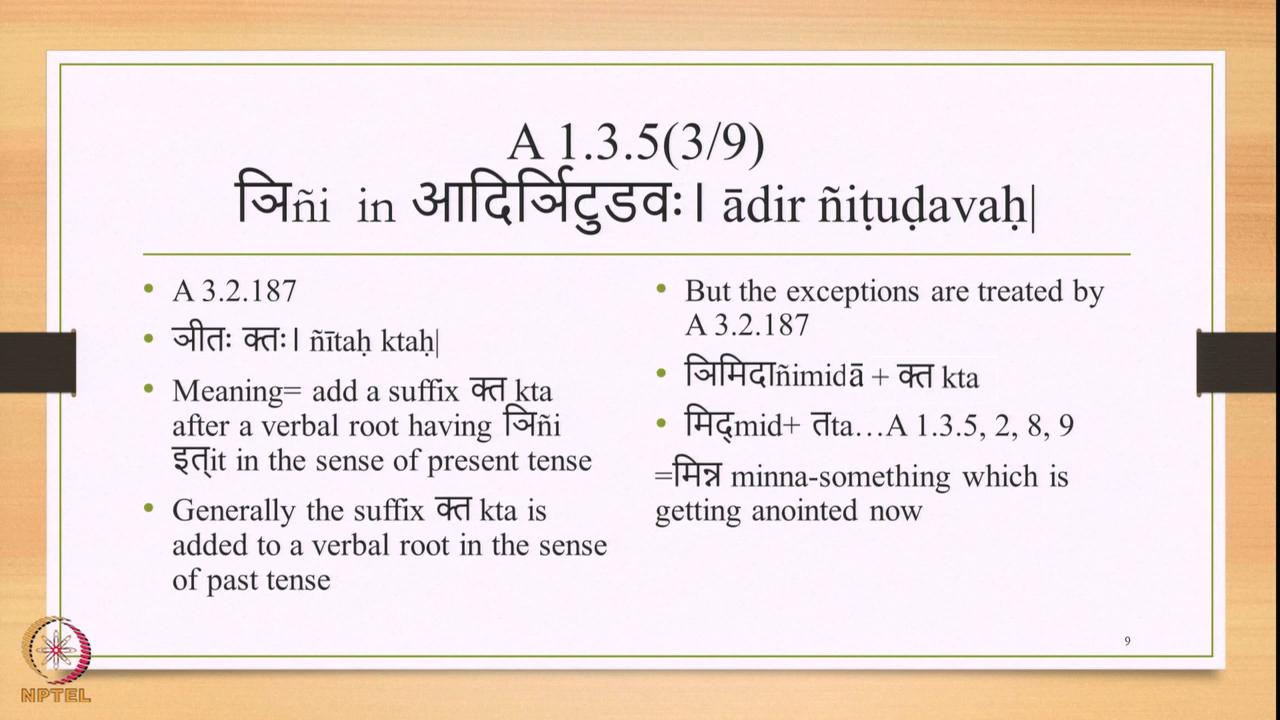 A 1.3.5(3/9)
ञिñi in आदिर्ञिटुडवः। ādir ñiṭuḍavaḥ|
• A 3.2.187
• ञीतः क्तः। ñītaḥ ktaḥ|
• Meaning= add a suffix क्त kta
after a verbal root having ञिñi
इत्it in the sense of present tense
• Generally the suffix क्त kta is
added to a verbal root in the sense
of past tense
• But the exceptions are treated by
A 3.2.187
• ञिमिदाñimidā + क्त kta
• मिद्mid+ तta…A 1.3.5, 2, 8, 9
=मिन्न minna-something which is
getting anointed now
9
NPTEL